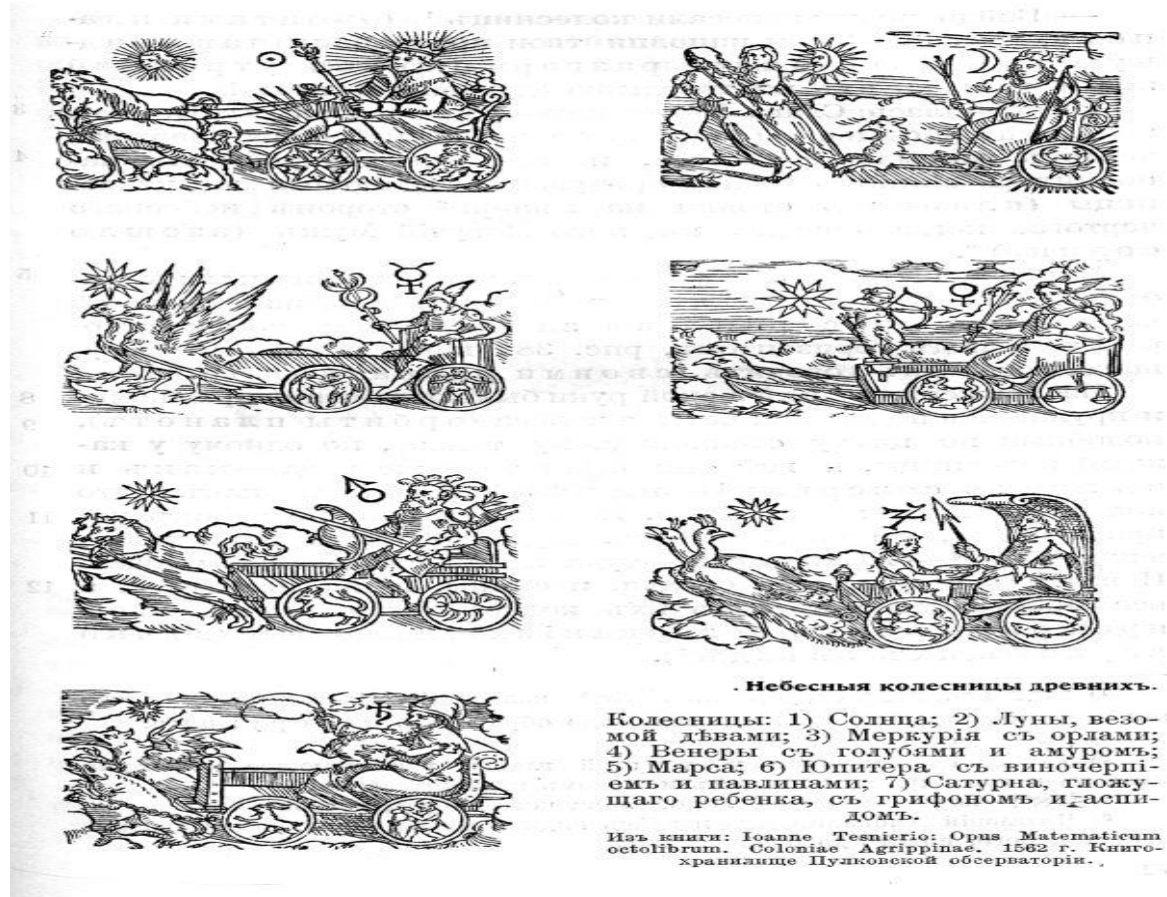 Небесныя колесницы древнихъ.
Колесницы: 1) Солнца; 2) Луны, везо-
мой дѣвами; 3) Меркурія съ орлами;
4) Венеры съ голубями и амуромъ;
5) Марса; 6) Юпитера съ виночерпі-
емъ и павлинами; 7) Сатурна, гложу-
щаго ребенка, съ грифономъ и аспи-
домъ.
Изъ книги: Ioanne Tesnierio: Opus Matematicum
octolibrum. Coloniae Agrippinae. 1562 г. Книго-
хранилище Пулковской обсерваторіи.